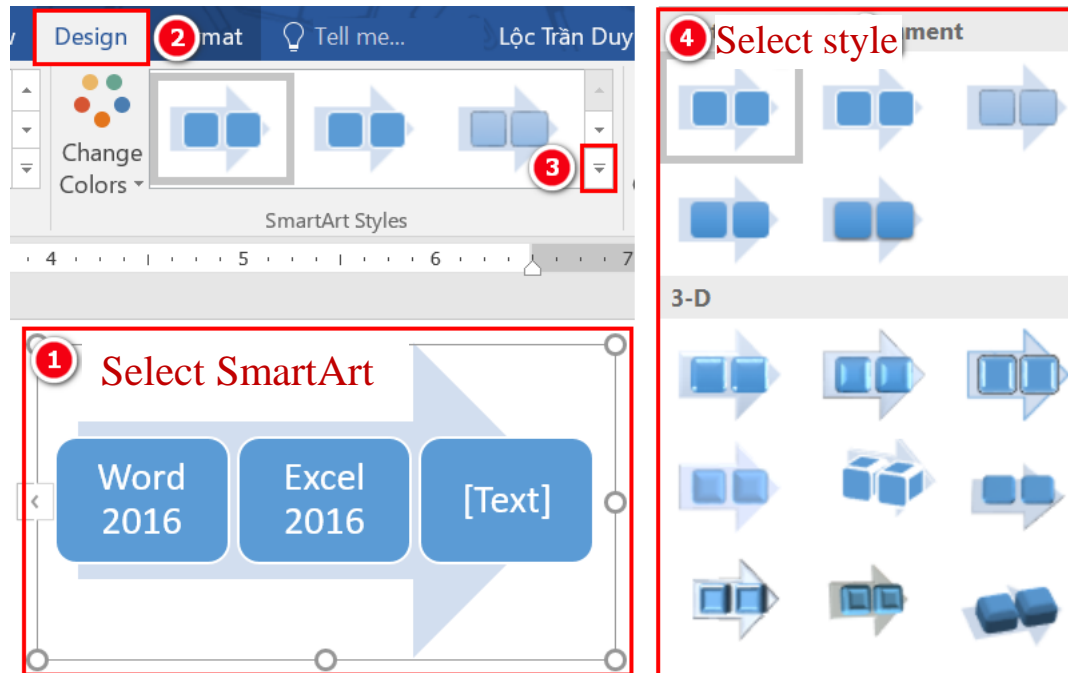 Design 2 mat Tell me... Lộc Trần Duy
Change
Colors
3
SmartArt Styles
4 5 6 7
1 Select SmartArt
Word
2016
Excel
2016
[Text]
4 Select style ment
3-D